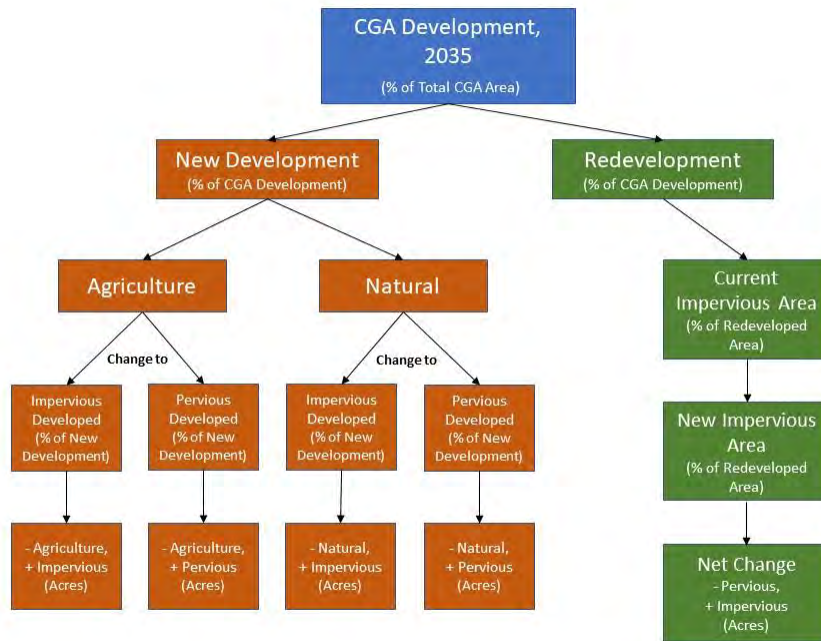 CGA Development,
2035
(% of Total CGA Area)
New Development
(% of CGA Development)
Redevelopment
(% of CGA Development)
Agriculture
Natural
Current
Impervious Area
(% of Redeveloped
Area)
Change to
Change to
Impervious
Developed
(% of New
Development)
Pervious
Developed
(% of New
Development)
Impervious
Developed
(% of New
Development)
Pervious
Developed
(% of New
Development)
New Impervious
Area
(% of Redeveloped
Area)
- Agriculture,
+ Impervious
(Acres)
- Agriculture,
+ Pervious
(Acres)
- Natural,
+ Impervious
(Acres)
- Natural,
+ Pervious
(Acres)
Net Change
- Pervious,
+ Impervious
(Acres)